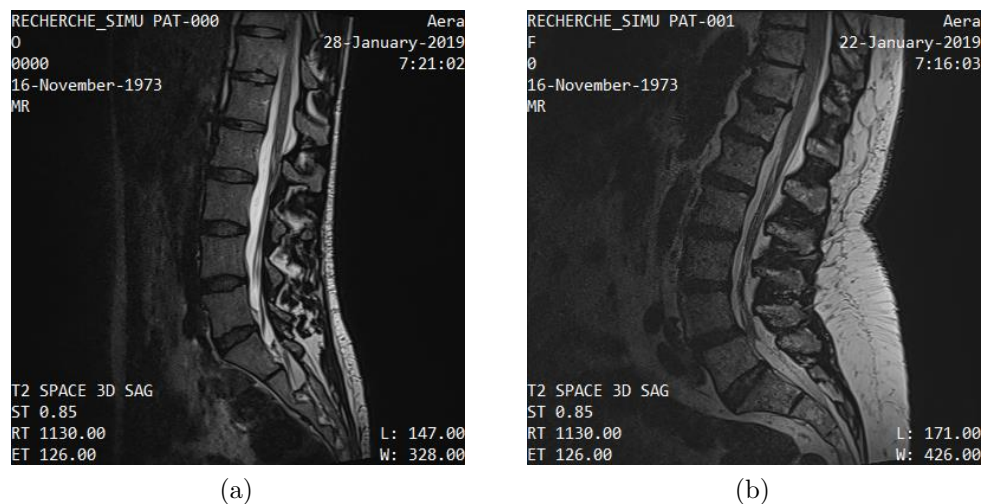 RECHERCHE_SIMU PAT-000 Aera
O 28-January-2019
0000 7:21:02
16-November-1973
MR
T2 SPACE 3D SAG
ST 0.85
RT 1130.00 L: 147.00
ET 126.00 W: 328.00
(a)
RECHERCHE_SIMU PAT-001 Aera
F 22-January-2019
0 7:16:03
16-November-1973
MR
T2 SPACE 3D SAG
ST 0.85
RT 1130.00 L: 171.00
ET 126.00 W: 426.00
(b)